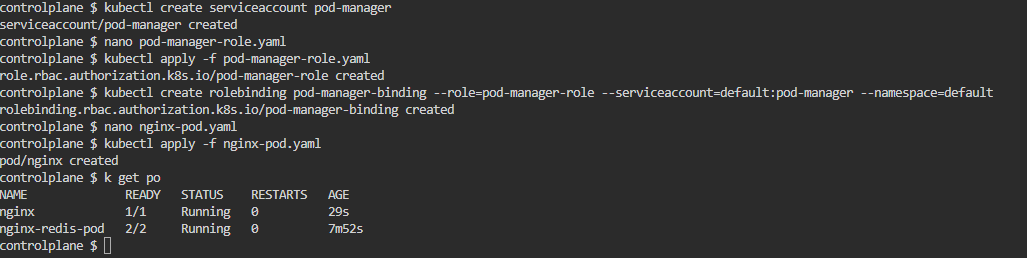 controlplane $ kubectl create serviceaccount pod-manager
serviceaccount/pod-manager created
controlplane $ nano pod-manager-role.yaml
controlplane $ kubectl apply -f pod-manager-role.yaml
role.rbac.authorization.k8s.io/pod-manager-role created
controlplane $ kubectl create rolebinding pod-manager-binding --role=pod-manager-role --serviceaccount=default:pod-manager --namespace=default
rolebinding.rbac.authorization.k8s.io/pod-manager-binding created
controlplane $ nano nginx-pod.yaml
controlplane $ kubectl apply -f nginx-pod.yaml
pod/nginx created
controlplane $ k get po
NAME              READY   STATUS    RESTARTS   AGE
nginx             1/1     Running   0          29s
nginx-redis-pod   2/2     Running   0          7m52s
controlplane $